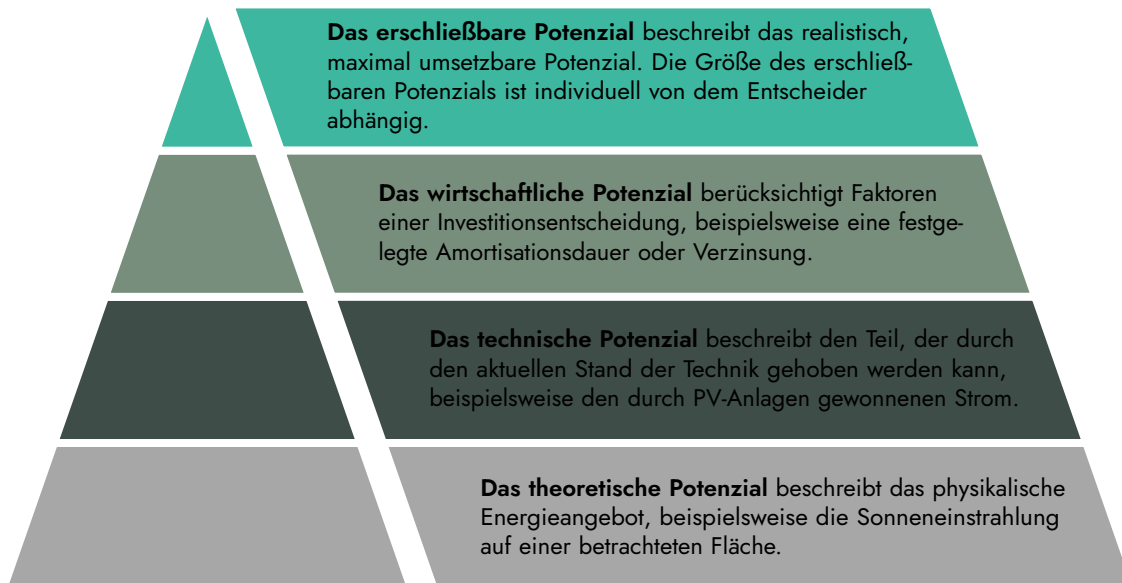 Das erschließbare Potenzial beschreibt das realistisch,
maximal umsetzbare Potenzial. Die Größe des erschließ-
baren Potenzials ist individuell von dem Entscheider
abhängig.
Das wirtschaftliche Potenzial berücksichtigt Faktoren
einer Investitionsentscheidung, beispielsweise eine festge-
legte Amortisationsdauer oder Verzinsung.
Das technische Potenzial beschreibt den Teil, der durch
den aktuellen Stand der Technik gehoben werden kann,
beispielsweise den durch PV-Anlagen gewonnenen Strom.
Das theoretische Potenzial beschreibt das physikalische
Energieangebot, beispielsweise die Sonneneinstrahlung
auf einer betrachteten Fläche.